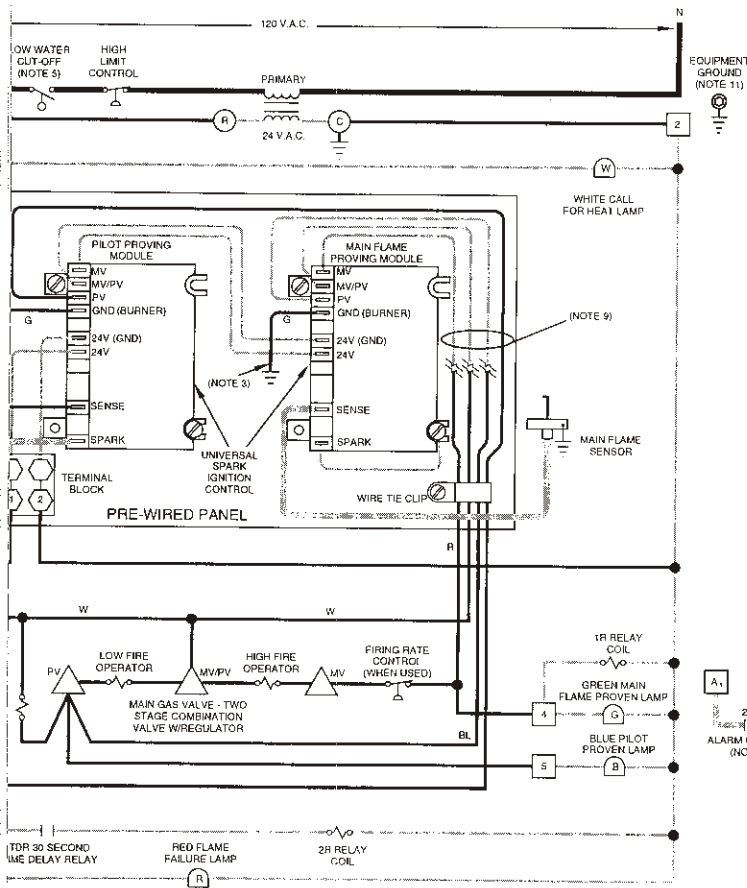 N
120 V.A.C.
OW WATER
CUT-OFF
(NOTE 5)
HIGH
LIMIT
CONTROL
PRIMARY
EQUIPMENT
GROUND
(NOTE 11)
R
24 V.A.C.
C
2
W
WHITE CALL
FOR HEAT LAMP
PILOT PROVING
MODULE
MV
MV/PV
PV
GND (BURNER)
G
24V (GND)
24V
SENSE
SPARK
MAIN FLAME
PROVING MODULE
MV
MV/PV
PV
GND (BURNER)
G
24V (GND)
24V
SENSE
SPARK
(NOTE 9)
(NOTE 3)
UNIVERSAL
SPARK
IGNITION
CONTROL
MAIN FLAME
SENSOR
1
2
TERMINAL
BLOCK
WIRE TIE CLIP
PRE-WIRED PANEL
R
W
W
LOW FIRE
OPERATOR
HIGH FIRE
OPERATOR
FIRING RATE
CONTROL
(WHEN USED)
PV
MV/PV
MV
MAIN GAS VALVE - TWO
STAGE COMBINATION
VALVE W/REGULATOR
BL
1R RELAY
COIL
GREEN MAIN
FLAME PROVEN LAMP
4
G
BLUE PILOT
PROVEN LAMP
5
B
A1
2
ALARM
(NO
TDR 30 SECOND
ME DELAY RELAY
RED FLAME
FAILURE LAMP
R
2R RELAY
COIL